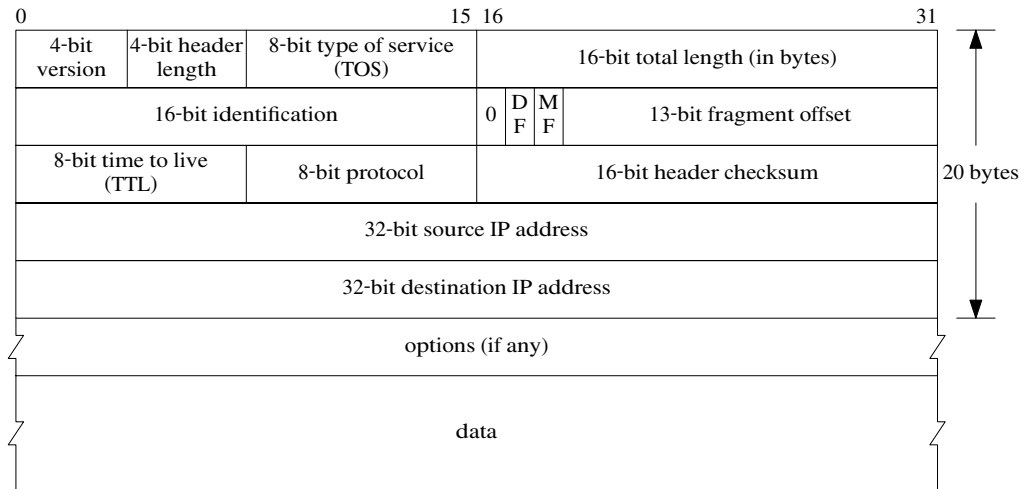 0 15 16 31
4-bit version
4-bit header length
8-bit type of service (TOS)
16-bit total length (in bytes)
16-bit identification
0
DF
MF
13-bit fragment offset
8-bit time to live (TTL)
8-bit protocol
16-bit header checksum
20 bytes
32-bit source IP address
32-bit destination IP address
options (if any)
data